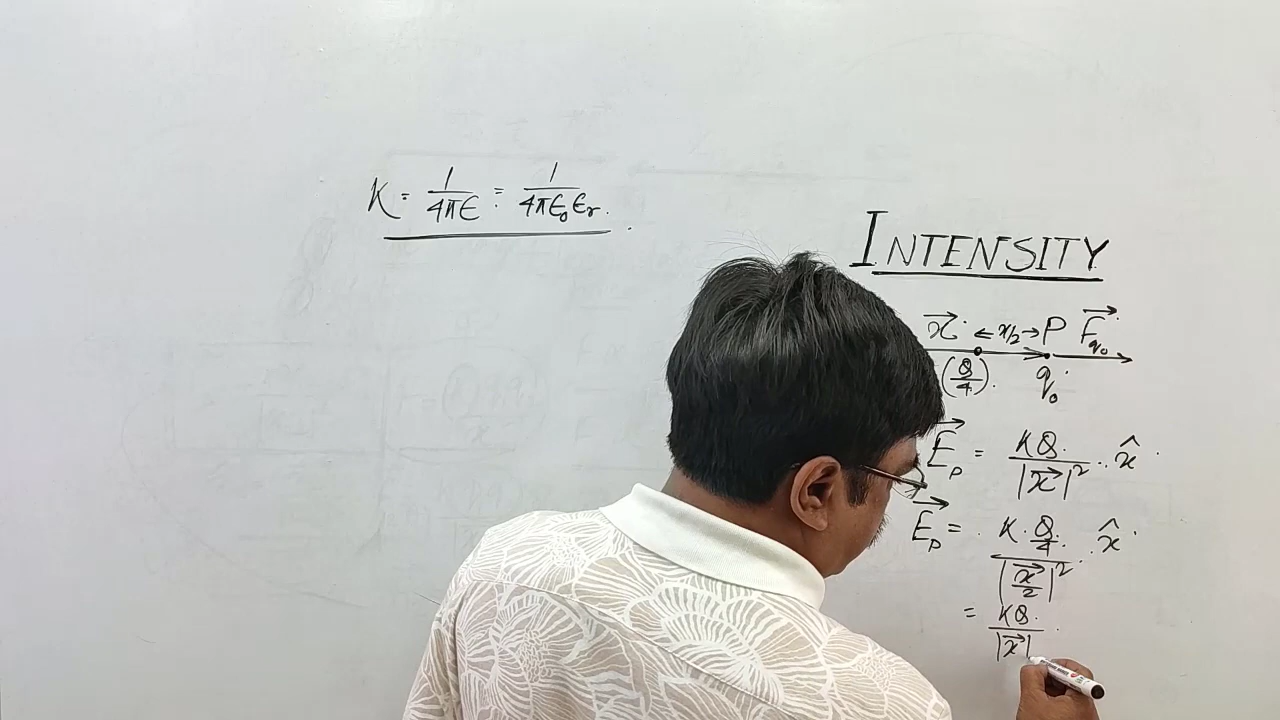 K = 1/4πϵ = 1/4πϵ₀ϵᵣ.
INTENSITY
x⃗ ← x/2 → P F⃗q₀
(Q/4). q₀
E⃗ₚ = KQ/|x⃗|² . x̂
E⃗ₚ = K.Q/4/|x⃗/2|² . x̂
= KQ/|x⃗|